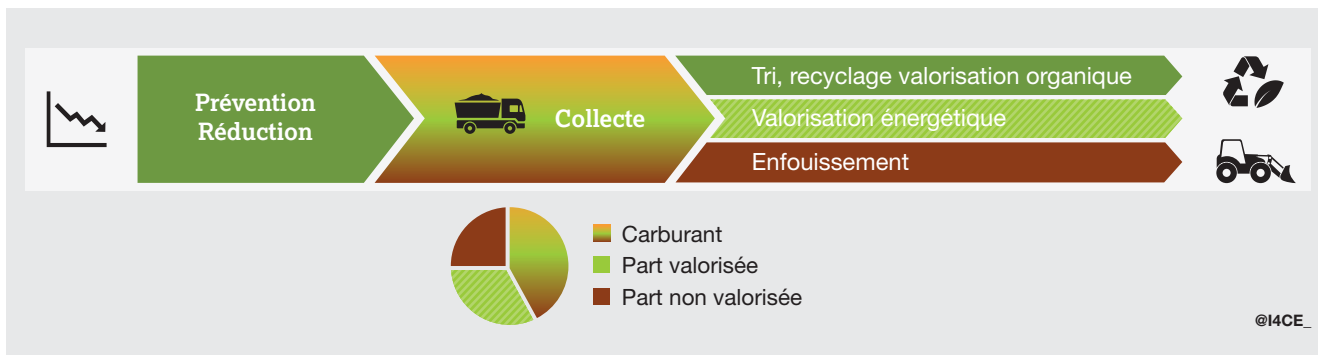 Prévention
Réduction
Collecte
Tri, recyclage valorisation organique
Valorisation énergétique
Enfouissement
Carburant
Part valorisée
Part non valorisée
@I4CE_